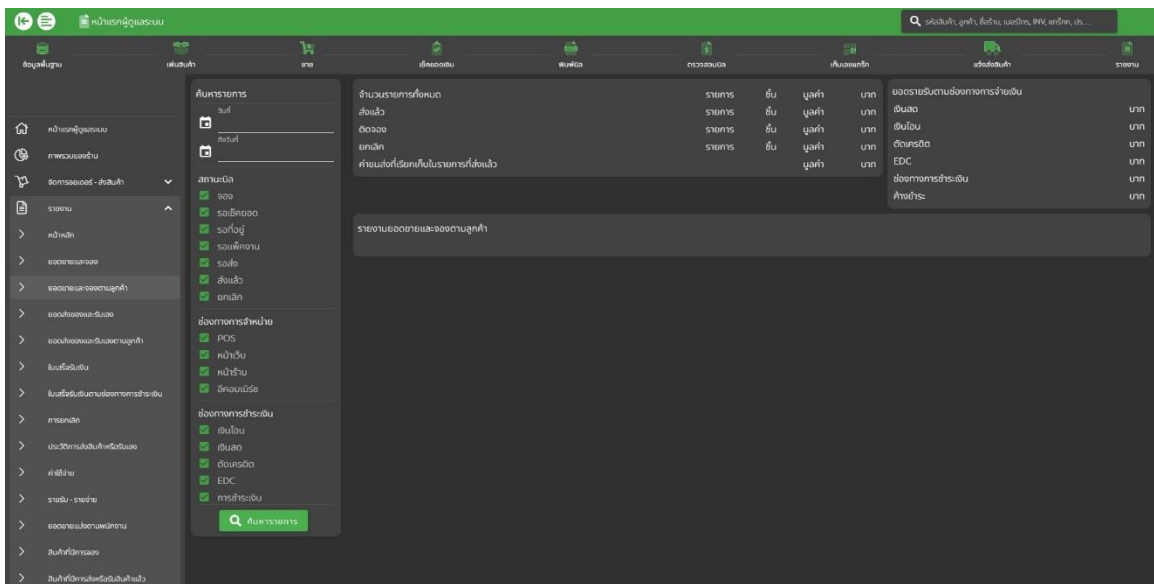 หน้าแรกผู้ดูแลระบบ
รหัสสินค้า, ลูกค้า, ชื่อร้าน, เบอร์โทร, INV, แทร็กก, ปร...
ข้อมูลพื้นฐาน
เพิ่มสินค้า
ขาย
เช็คยอดเงิน
พิมพ์บิล
ตรวจสอบบิล
เก็บเลขแทร็ก
แจ้งส่งสินค้า
รายงาน
หน้าแรกผู้ดูแลระบบ
ภาพรวมของร้าน
จัดการออเดอร์ - ส่งสินค้า
รายงาน
หน้าหลัก
ยอดขายและจอง
ยอดขายและจองตามลูกค้า
ยอดส่งของและรับเอง
ยอดส่งของและรับเองตามลูกค้า
ใบเสร็จรับเงิน
ใบเสร็จรับเงินตามช่องทางการชำระเงิน
การยกเลิก
ประวัติการส่งสินค้าหรือรับเอง
ค่าใช้จ่าย
รายรับ - รายจ่าย
ยอดขายแบ่งตามพนักงาน
สินค้าที่มีการจอง
สินค้าที่มีการส่งหรือรับสินค้าแล้ว
ค้นหารายการ
วันที่
ถึงวันที่
สถานะบิล
จอง
รอเช็คยอด
รอที่อยู่
รอแพ็คงาน
รอส่ง
ส่งแล้ว
ยกเลิก
ช่องทางการจำหน่าย
POS
หน้าเว็บ
หน้าร้าน
อีคอมเมิร์ซ
ช่องทางการชำระเงิน
เงินโอน
เงินสด
ตัดเครดิต
EDC
การชำระเงิน
ค้นหารายการ
จำนวนรายการทั้งหมด รายการ ชิ้น มูลค่า บาท
ส่งแล้ว รายการ ชิ้น มูลค่า บาท
ติดจอง รายการ ชิ้น มูลค่า บาท
ยกเลิก รายการ ชิ้น มูลค่า บาท
ค่าขนส่งที่เรียกเก็บในรายการที่ส่งแล้ว มูลค่า บาท
รายงานยอดขายและจองตามลูกค้า
ยอดรายรับตามช่องทางการจ่ายเงิน
เงินสด บาท
เงินโอน บาท
ตัดเครดิต บาท
EDC บาท
ช่องทางการชำระเงิน บาท
ค้างชำระ บาท